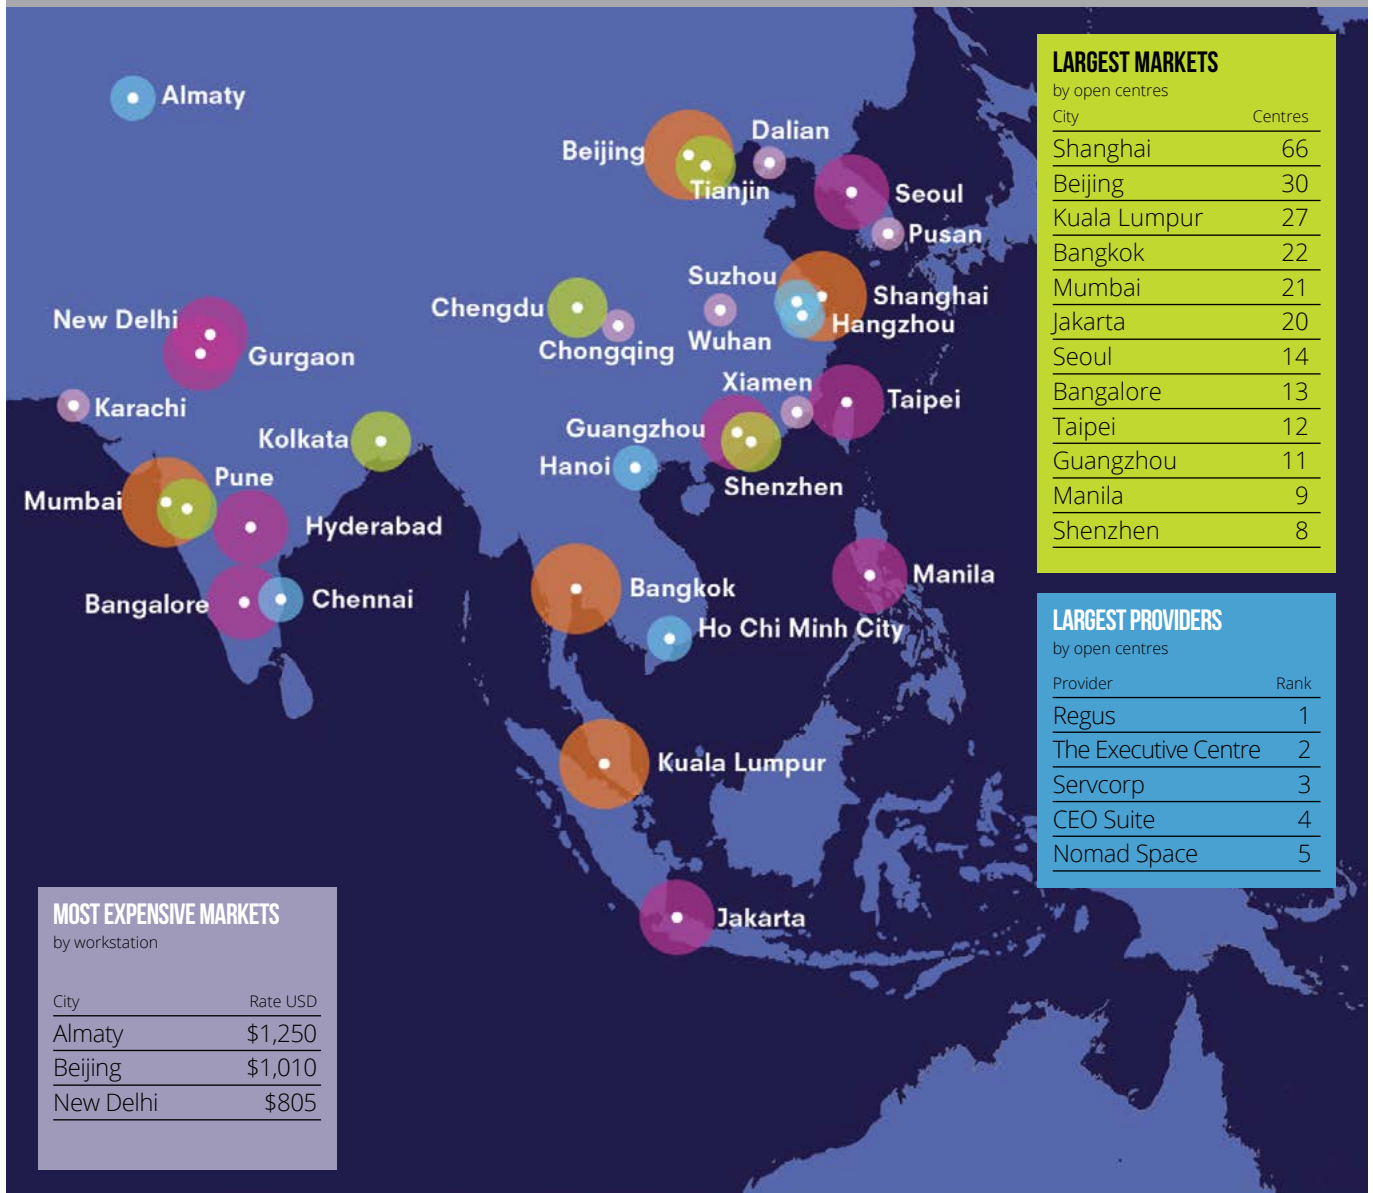 Almaty
Beijing
Dalian
Tianjin
Seoul
Pusan
Suzhou
Shanghai
Hangzhou
Wuhan
Chengdu
Chongqing
New Delhi
Gurgaon
Karachi
Kolkata
Xiamen
Taipei
Guangzhou
Hanoi
Shenzhen
Mumbai
Pune
Hyderabad
Bangalore
Chennai
Bangkok
Manila
Ho Chi Minh City
Kuala Lumpur
Jakarta
LARGEST MARKETS
by open centres
City Centres
Shanghai 66
Beijing 30
Kuala Lumpur 27
Bangkok 22
Mumbai 21
Jakarta 20
Seoul 14
Bangalore 13
Taipei 12
Guangzhou 11
Manila 9
Shenzhen 8
LARGEST PROVIDERS
by open centres
Provider Rank
Regus 1
The Executive Centre 2
Servcorp 3
CEO Suite 4
Nomad Space 5
MOST EXPENSIVE MARKETS
by workstation
City Rate USD
Almaty $1,250
Beijing $1,010
New Delhi $805